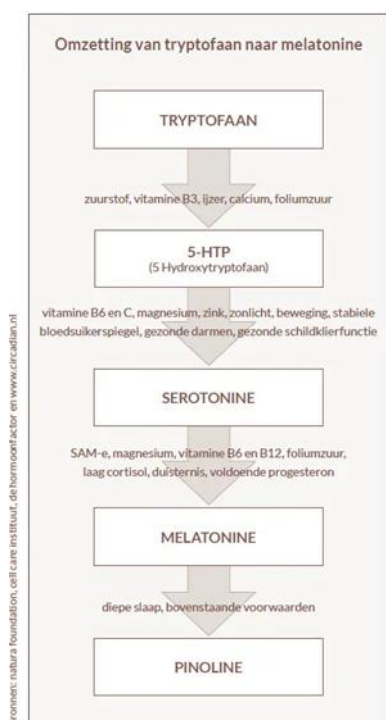 Omzetting van tryptofaan naar melatonine
TRYPTOFAAN
zuurstof, vitamine B3, ijzer, calcium, foliumzuur
5-HTP
(5 Hydroxytryptofaan)
vitamine B6 en C, magnesium, zink, zonlicht, beweging, stabiele
bloedsuikerspiegel, gezonde darmen, gezonde schildklierfunctie
SEROTONINE
SAM-e, magnesium, vitamine B6 en B12, foliumzuur,
laag cortisol, duisternis, voldoende progesteron
MELATONINE
diepe slaap, bovenstaande voorwaarden
PINOLINE
bronnen: natura foundation, cell care instituut, de hormoonfactor en www.circadian.nl